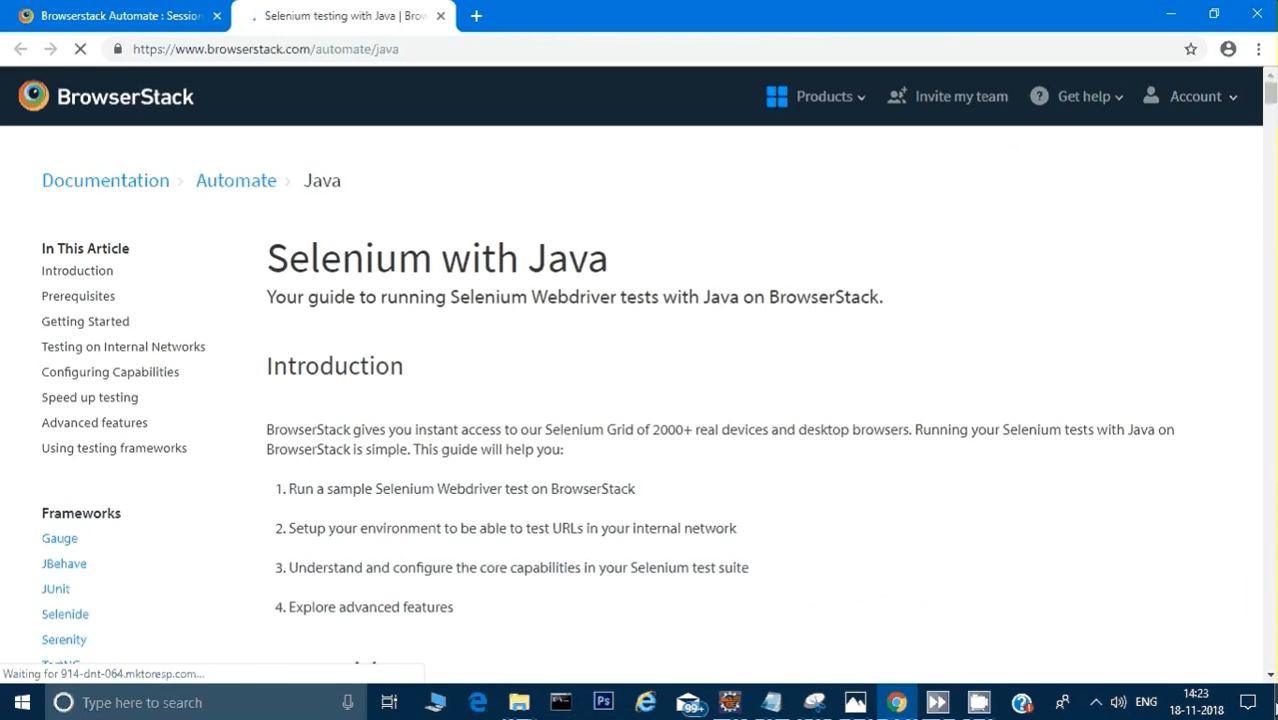 Browserstack Automate : Session
Selenium testing with Java | Brow
https://www.browserstack.com/automate/java
BrowserStack
Products
Invite my team
Get help
Account
Documentation
Automate
Java
In This Article
Introduction
Prerequisites
Getting Started
Testing on Internal Networks
Configuring Capabilities
Speed up testing
Advanced features
Using testing frameworks
Frameworks
Gauge
JBehave
JUnit
Selenide
Serenity
TestNG
Selenium with Java
Your guide to running Selenium Webdriver tests with Java on BrowserStack.
Introduction
BrowserStack gives you instant access to our Selenium Grid of 2000+ real devices and desktop browsers. Running your Selenium tests with Java on
BrowserStack is simple. This guide will help you:
1. Run a sample Selenium Webdriver test on BrowserStack
2. Setup your environment to be able to test URLs in your internal network
3. Understand and configure the core capabilities in your Selenium test suite
4. Explore advanced features
Waiting for 914-dnt-064.mktoresp.com...
Type here to search
Ps
99+
ENG
14:23
18-11-2018